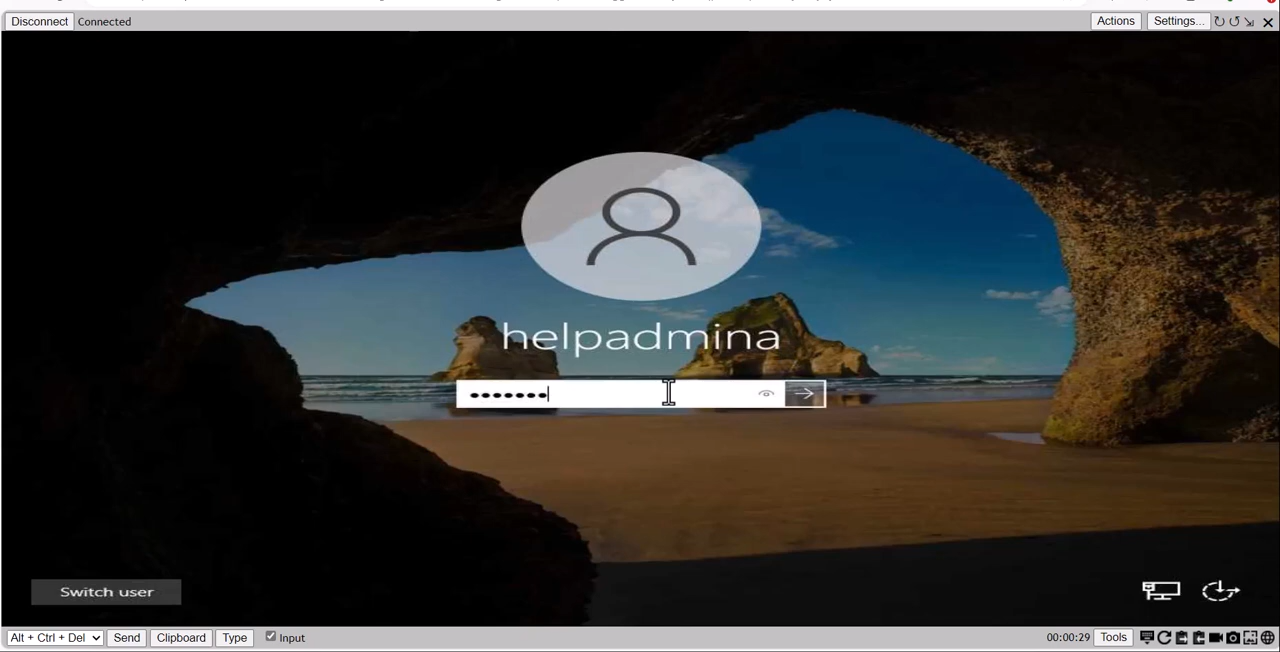 Disconnect Connected Actions Settings...
helpadmina
Switch user
Alt + Ctrl + Del Send Clipboard Type Input 00:00:29 Tools